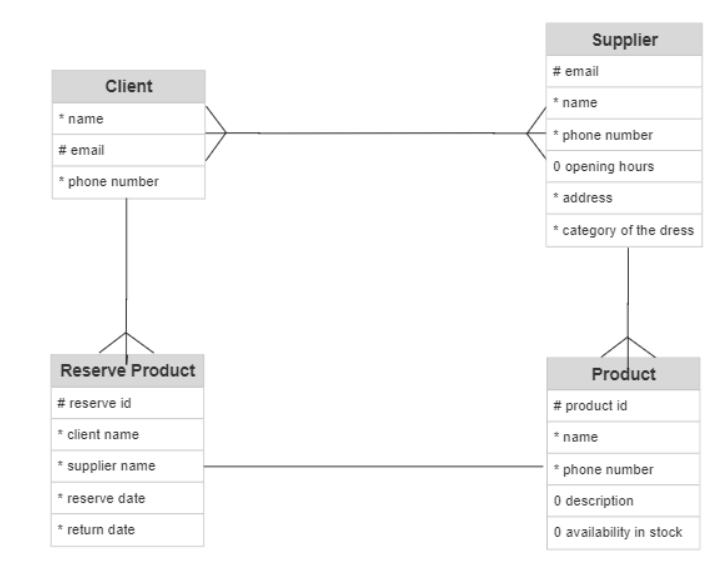 Client
* name
# email
* phone number
Supplier
# email
* name
* phone number
0 opening hours
* address
* category of the dress
Reserve Product
# reserve id
* client name
* supplier name
* reserve date
* return date
Product
# product id
* name
* phone number
0 description
0 availability in stock